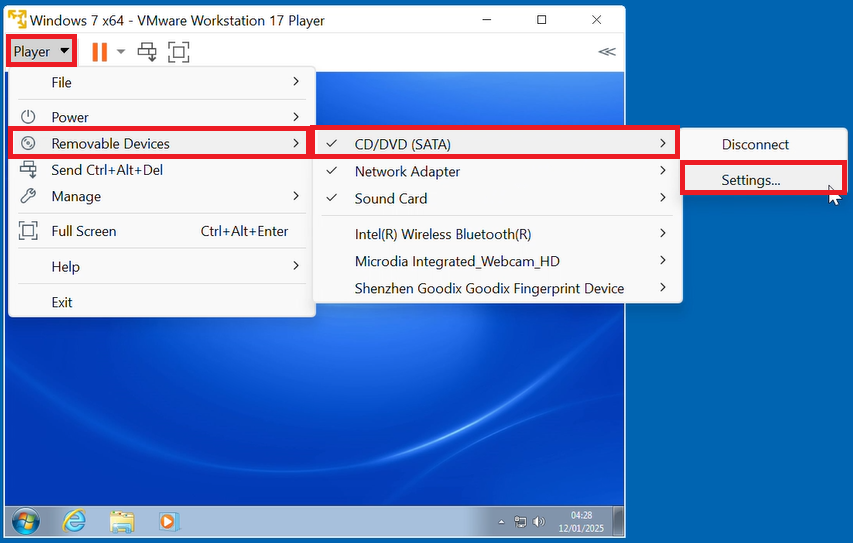 Windows 7 x64 - VMware Workstation 17 Player
Player
File
Power
Removable Devices
Send Ctrl+Alt+Del
Manage
Full Screen Ctrl+Alt+Enter
Help
Exit
CD/DVD (SATA)
Network Adapter
Sound Card
Intel(R) Wireless Bluetooth(R)
Microdia Integrated_Webcam_HD
Shenzhen Goodix Goodix Fingerprint Device
Disconnect
Settings...
04:28
12/01/2025